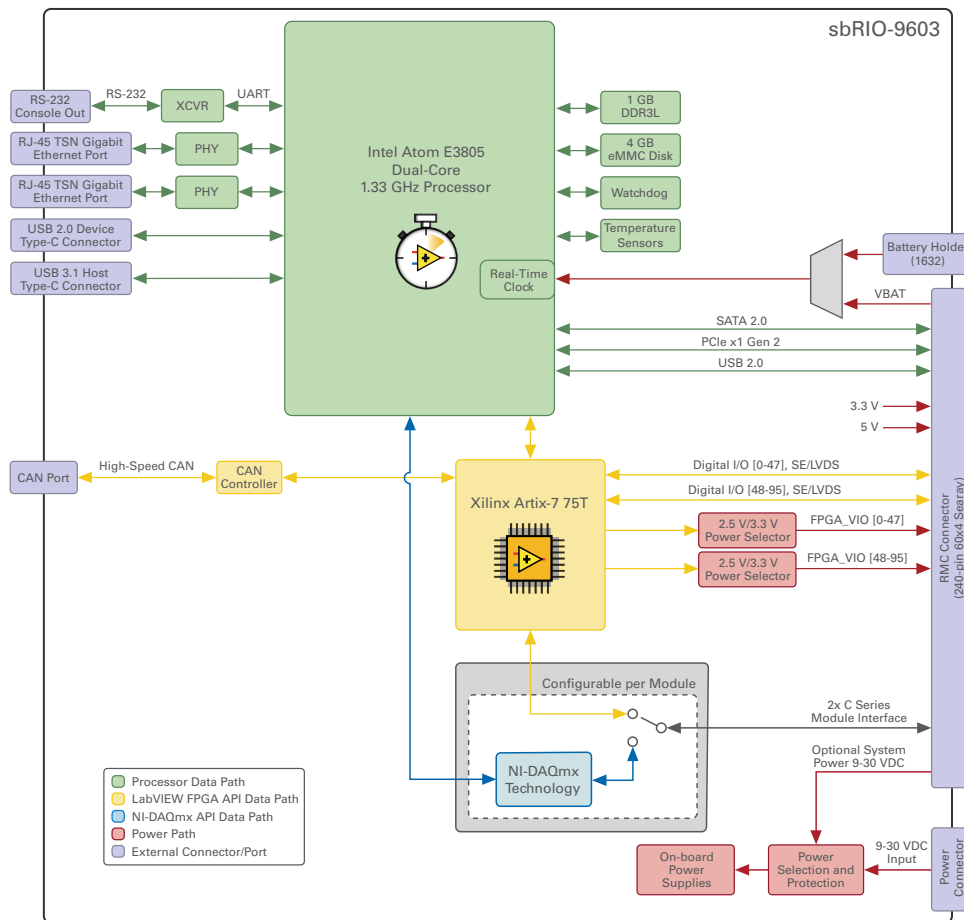 sbRIO-9603
RS-232
Console Out
RS-232
XCVR
UART
RJ-45 TSN Gigabit
Ethernet Port
PHY
RJ-45 TSN Gigabit
Ethernet Port
PHY
USB 2.0 Device
Type-C Connector
USB 3.1 Host
Type-C Connector
Intel Atom E3805
Dual-Core
1.33 GHz Processor
Real-Time
Clock
1 GB
DDR3L
4 GB
eMMC Disk
Watchdog
Temperature
Sensors
Battery Holder
(1632)
VBAT
SATA 2.0
PCIe x1 Gen 2
USB 2.0
3.3 V
5 V
RMC Connector
(240-pin 60x4 Searay)
CAN Port
High-Speed CAN
CAN
Controller
Xilinx Artix-7 75T
Digital I/O [0-47], SE/LVDS
Digital I/O [48-95], SE/LVDS
2.5 V/3.3 V
Power Selector
FPGA_VIO [0-47]
2.5 V/3.3 V
Power Selector
FPGA_VIO [48-95]
Configurable per Module
NI-DAQmx
Technology
2x C Series
Module Interface
Optional System
Power 9-30 VDC
Processor Data Path
LabVIEW FPGA API Data Path
NI-DAQmx API Data Path
Power Path
External Connector/Port
On-board
Power
Supplies
Power
Selection and
Protection
9-30 VDC
Input
Power
Connector